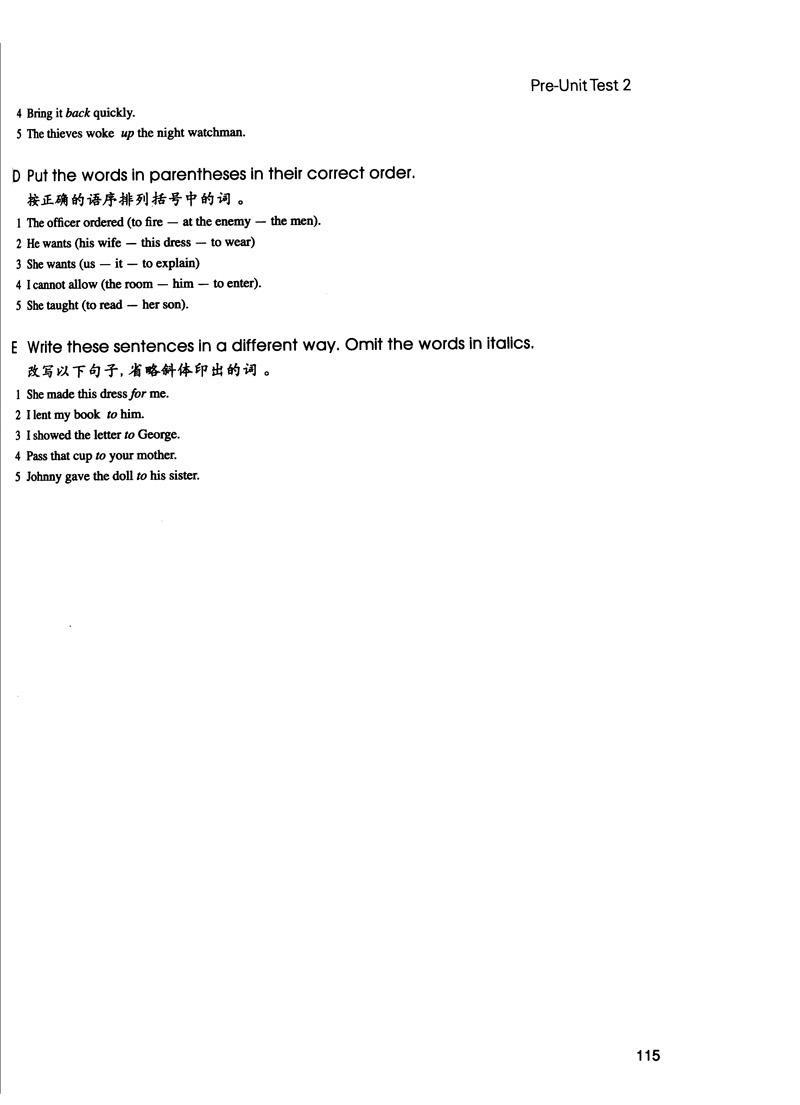 Pre-Unit Test 2
4 Bring it back quickly.
5 The thieves woke up the night watchman.
D Put the words in parentheses in their correct order.
按正确的语序排列括号中的词。
1 The officer ordered (to fire — at the enemy — the men).
2 He wants (his wife — this dress — to wear)
3 She wants (us — it — to explain)
4 I cannot allow (the room — him — to enter).
5 She taught (to read — her son).
E Write these sentences in a different way. Omit the words in italics.
改写以下句子,省略斜体印出的词。
1 She made this dress for me.
2 I lent my book to him.
3 I showed the letter to George.
4 Pass that cup to your mother.
5 Johnny gave the doll to his sister.
115